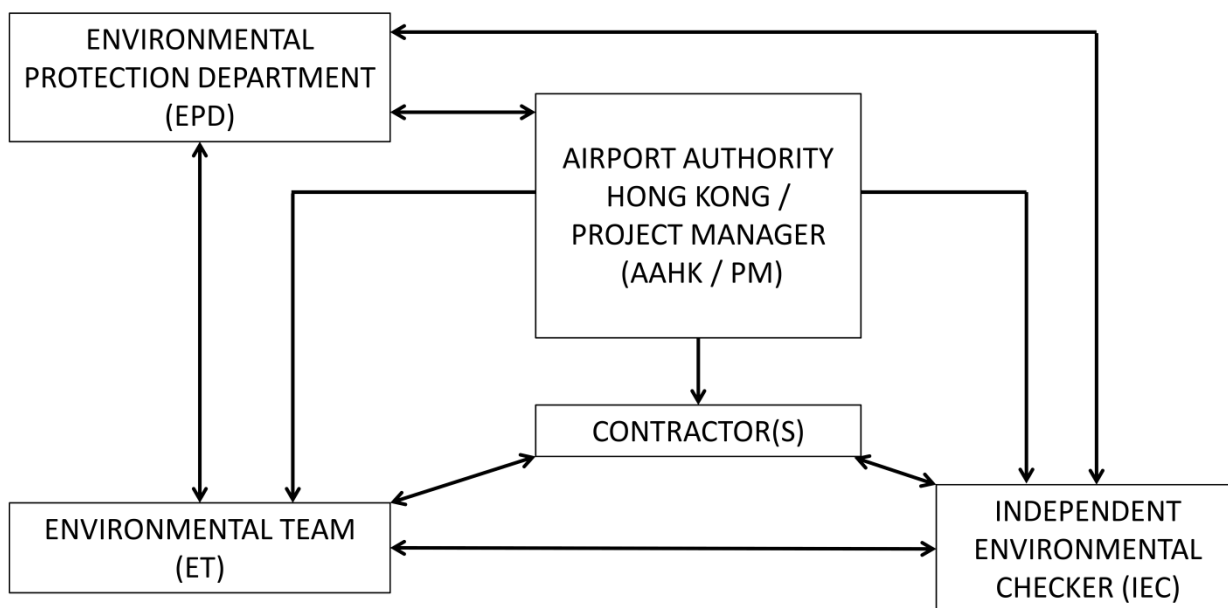 ENVIRONMENTAL
PROTECTION DEPARTMENT
(EPD)
AIRPORT AUTHORITY
HONG KONG /
PROJECT MANAGER
(AAHK / PM)
CONTRACTOR(S)
ENVIRONMENTAL TEAM
(ET)
INDEPENDENT
ENVIRONMENTAL
CHECKER (IEC)